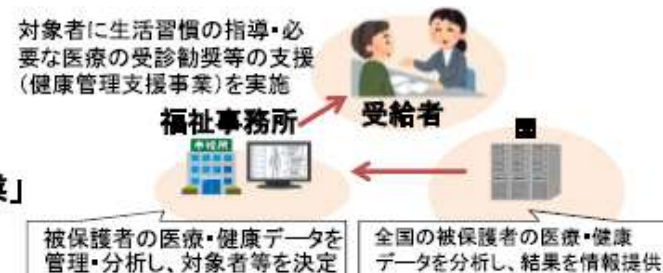 対象者に生活習慣の指導・必
要な医療の受診勧奨等の支援
(健康管理支援事業)を実施
福祉事務所
受給者
国
事務所
業」
被保護者の医療・健康データを
管理・分析し、対象者等を決定
全国の被保護者の医療・健康
データを分析し、結果を情報提供